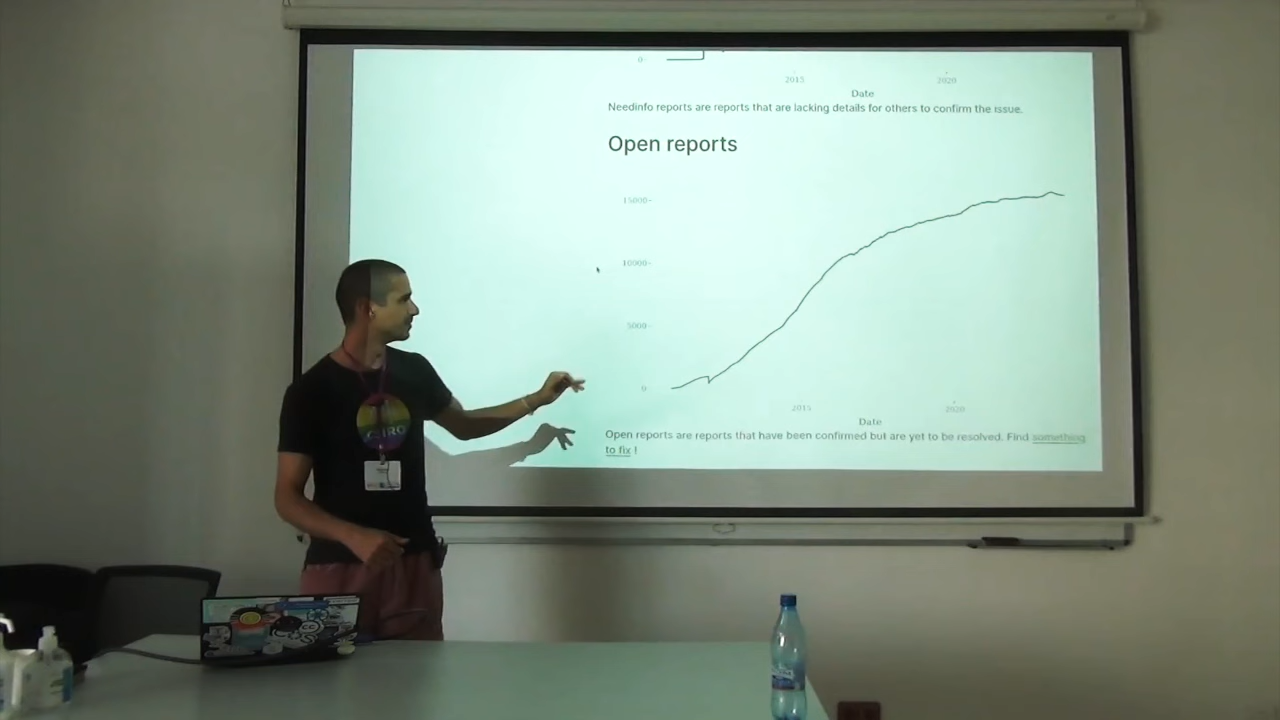 0-
2015
2020
Date
Needinfo reports are reports that are lacking details for others to confirm the issue.
Open reports
15000-
10000-
5000-
0
2015
2020
Date
Open reports are reports that have been confirmed but are yet to be resolved. Find something
to fix !